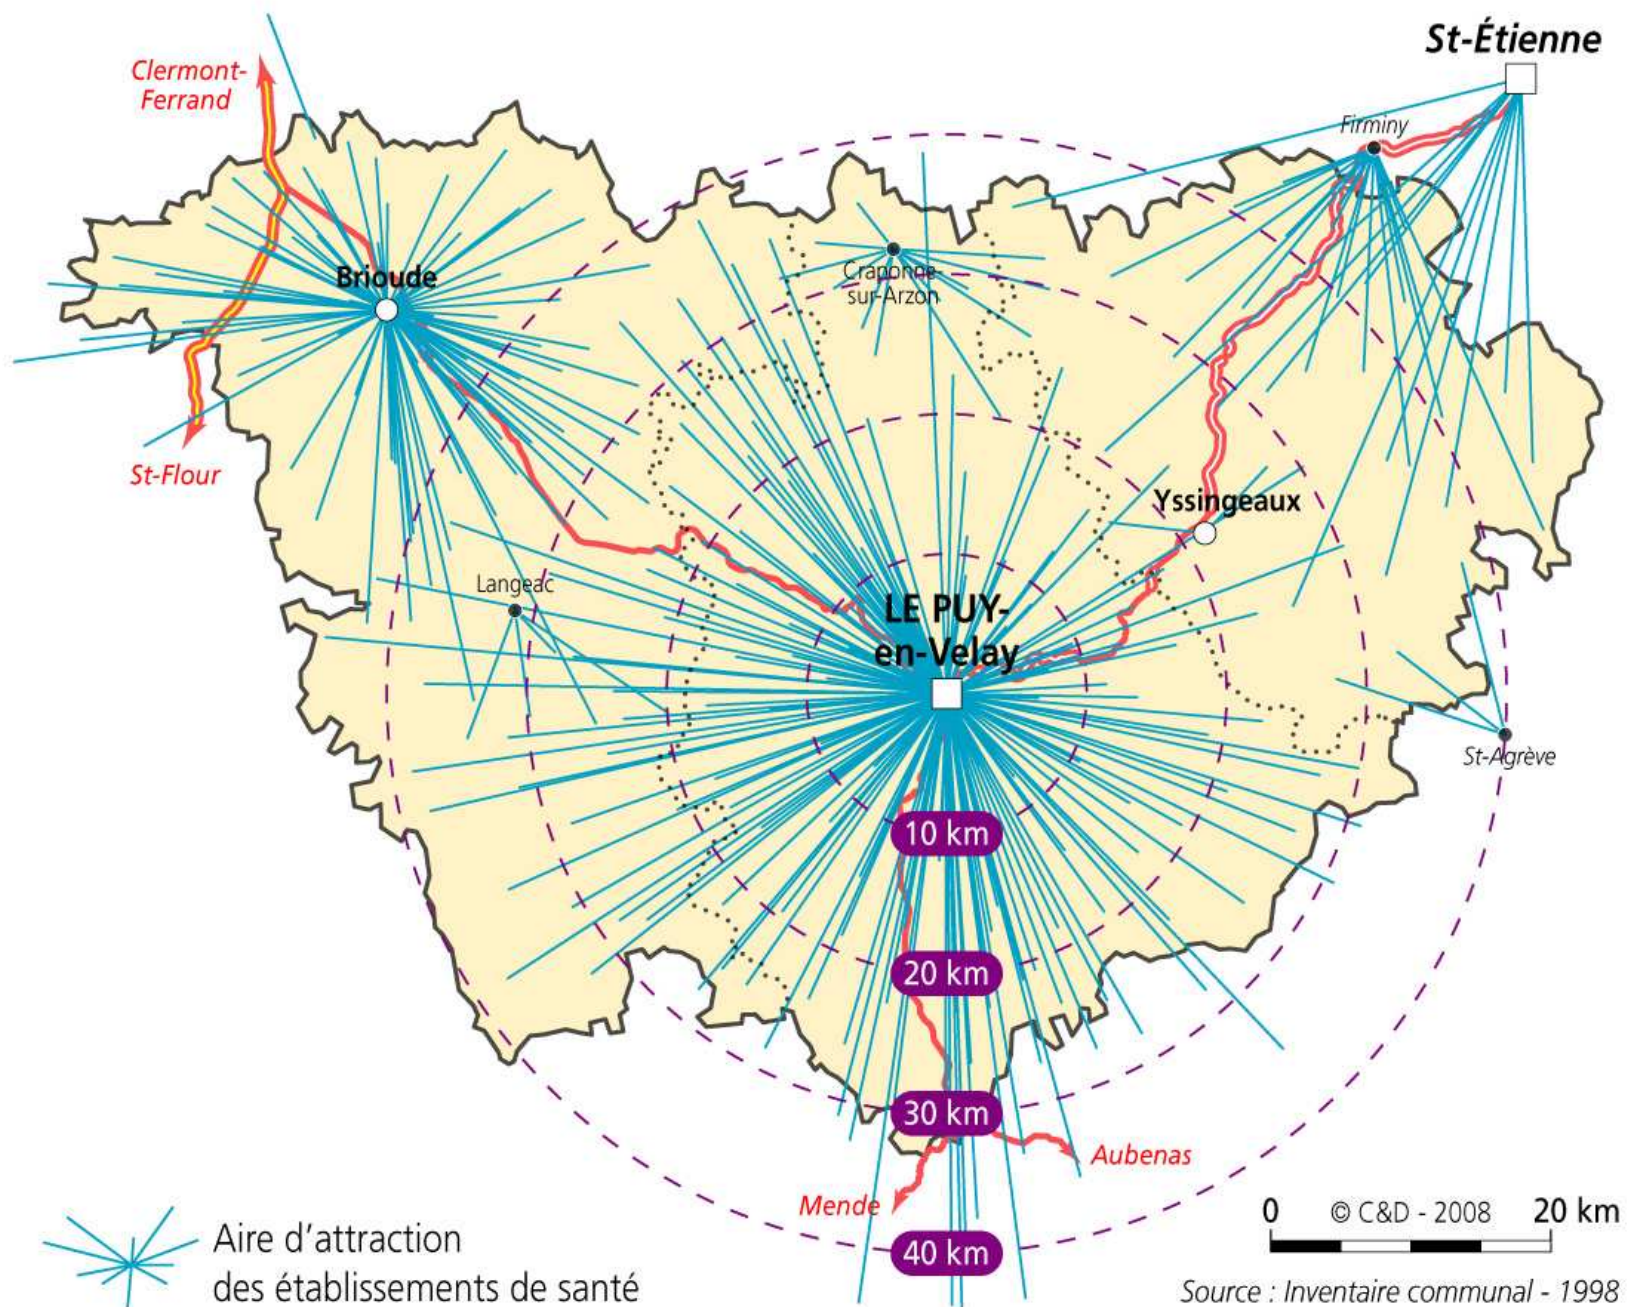 St-Étienne
Clermont-
Ferrand
Firminy
Brioude
Craponne-
sur-Arzon
St-Flour
Yssingeaux
Langeac
LE PUY-
en-Velay
St-Agrève
10 km
20 km
30 km
Aubenas
Mende
40 km
0 © C&D - 2008 20 km
Aire d'attraction
des établissements de santé
Source : Inventaire communal - 1998